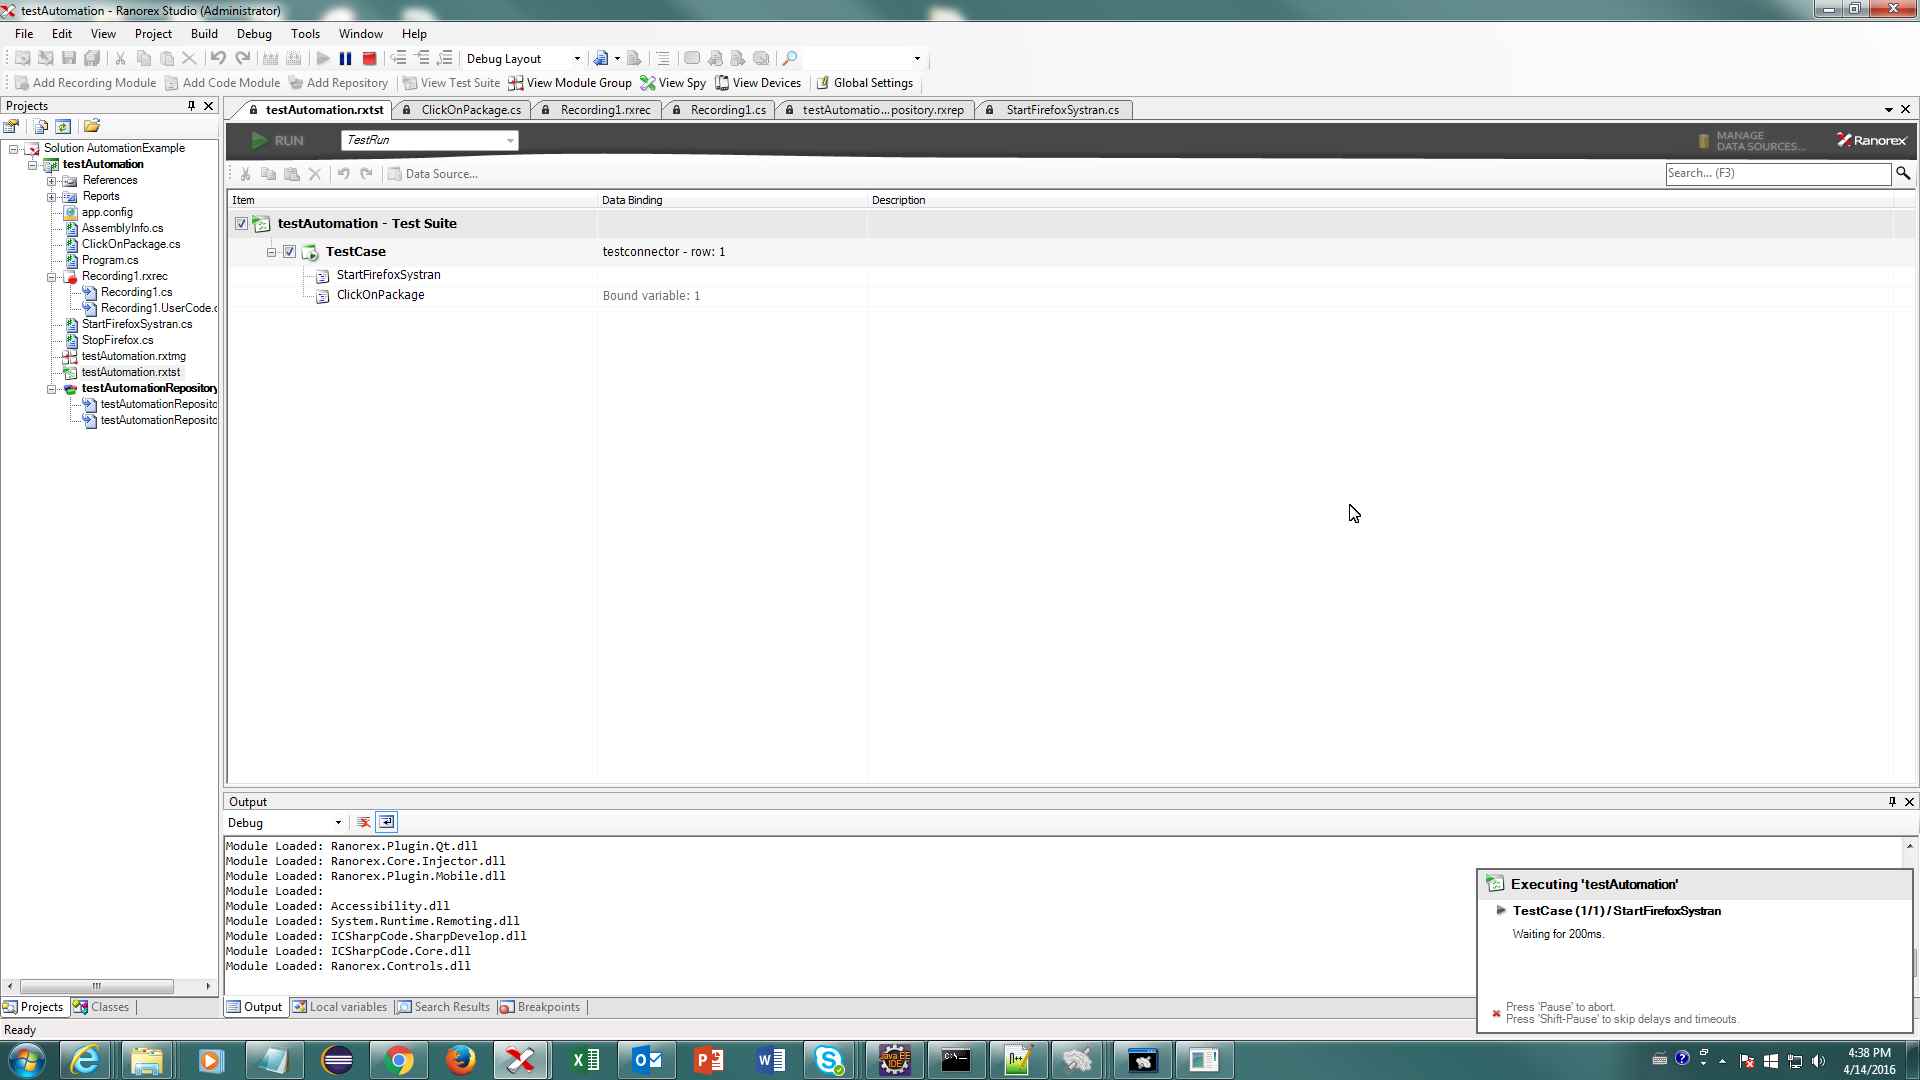 testAutomation - Ranorex Studio (Administrator)
File Edit View Project Build Debug Tools Window Help
Debug Layout
Add Recording Module Add Code Module Add Repository View Test Suite View Module Group View Spy View Devices Global Settings
Projects
testAutomation.rxtst ClickOnPackage.cs Recording1.rxrec Recording1.cs testAutomatio...pository.rxrep StartFirefoxSystran.cs
RUN TestRun MANAGE DATA SOURCES... Ranorex
Data Source... Search... (F3)
Solution AutomationExample
testAutomation
References
Reports
app.config
AssemblyInfo.cs
ClickOnPackage.cs
Program.cs
Recording1.rxrec
Recording1.cs
Recording1.UserCode.c
StartFirefoxSystran.cs
StopFirefox.cs
testAutomation.rxtmg
testAutomation.rxtst
testAutomationRepository
testAutomationReposito
testAutomationReposito
Item Data Binding Description
testAutomation - Test Suite
TestCase testconnector - row: 1
StartFirefoxSystran
ClickOnPackage Bound variable: 1
Output
Debug
Module Loaded: Ranorex.Plugin.Qt.dll
Module Loaded: Ranorex.Core.Injector.dll
Module Loaded: Ranorex.Plugin.Mobile.dll
Module Loaded:
Module Loaded: Accessibility.dll
Module Loaded: System.Runtime.Remoting.dll
Module Loaded: ICSharpCode.SharpDevelop.dll
Module Loaded: ICSharpCode.Core.dll
Module Loaded: Ranorex.Controls.dll
Executing 'testAutomation'
TestCase (1/1) / StartFirefoxSystran
Waiting for 200ms.
Press 'Pause' to abort.
Press 'Shift-Pause' to skip delays and timeouts.
Projects Classes
Output Local variables Search Results Breakpoints
Ready
Java EE
IDE
C:\_
4:38 PM
4/14/2016